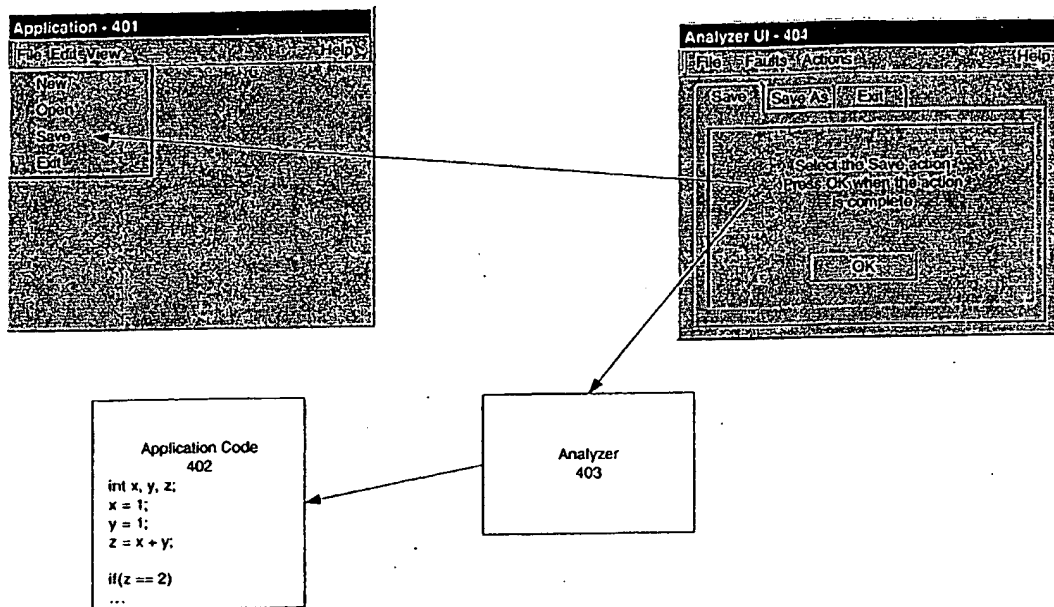 Application - 401
File Edit View Help
New
Open
Save
Exit
Analyzer UI - 404
File Faults Actions Help
Save Save As Exit
Select the Save action
Press OK when the action
is complete
OK
Application Code
402
int x, y, z;
x = 1;
y = 1;
z = x + y;
if(z == 2)
...
Analyzer
403